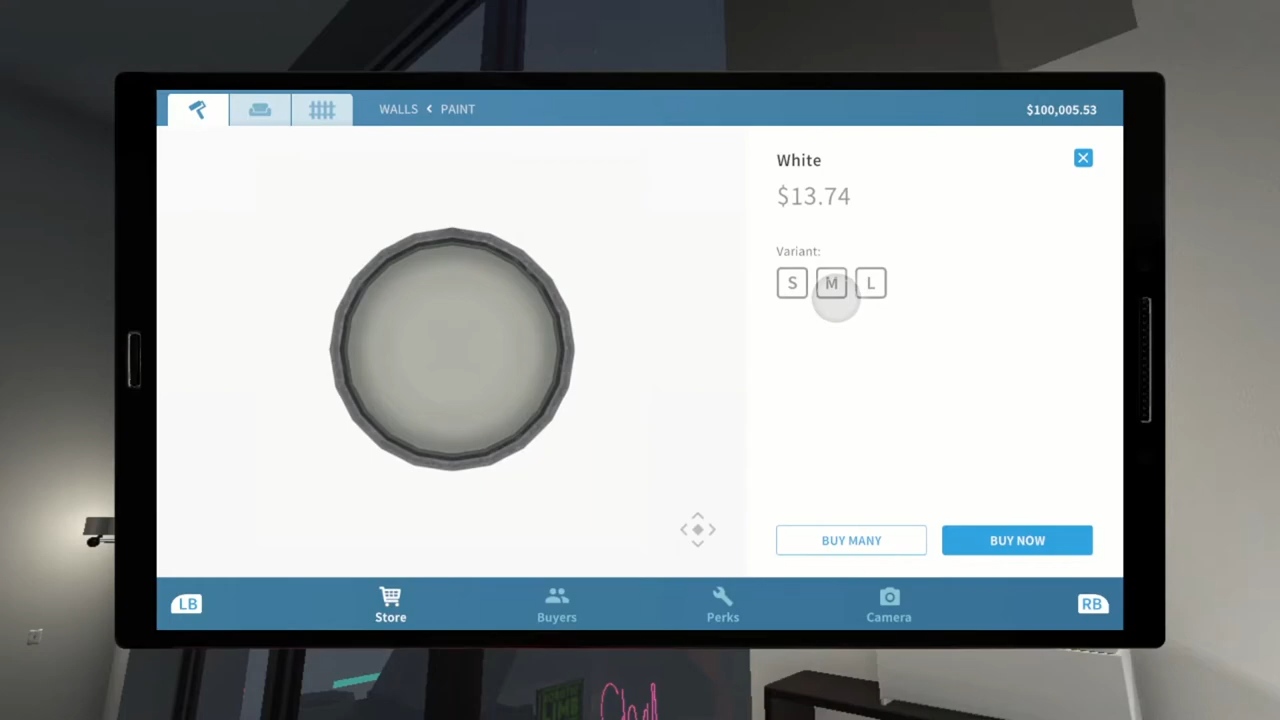 WALLS < PAINT
$100,005.53
White
$13.74
Variant:
S M L
BUY MANY
BUY NOW
LB
Store
Buyers
Perks
Camera
RB